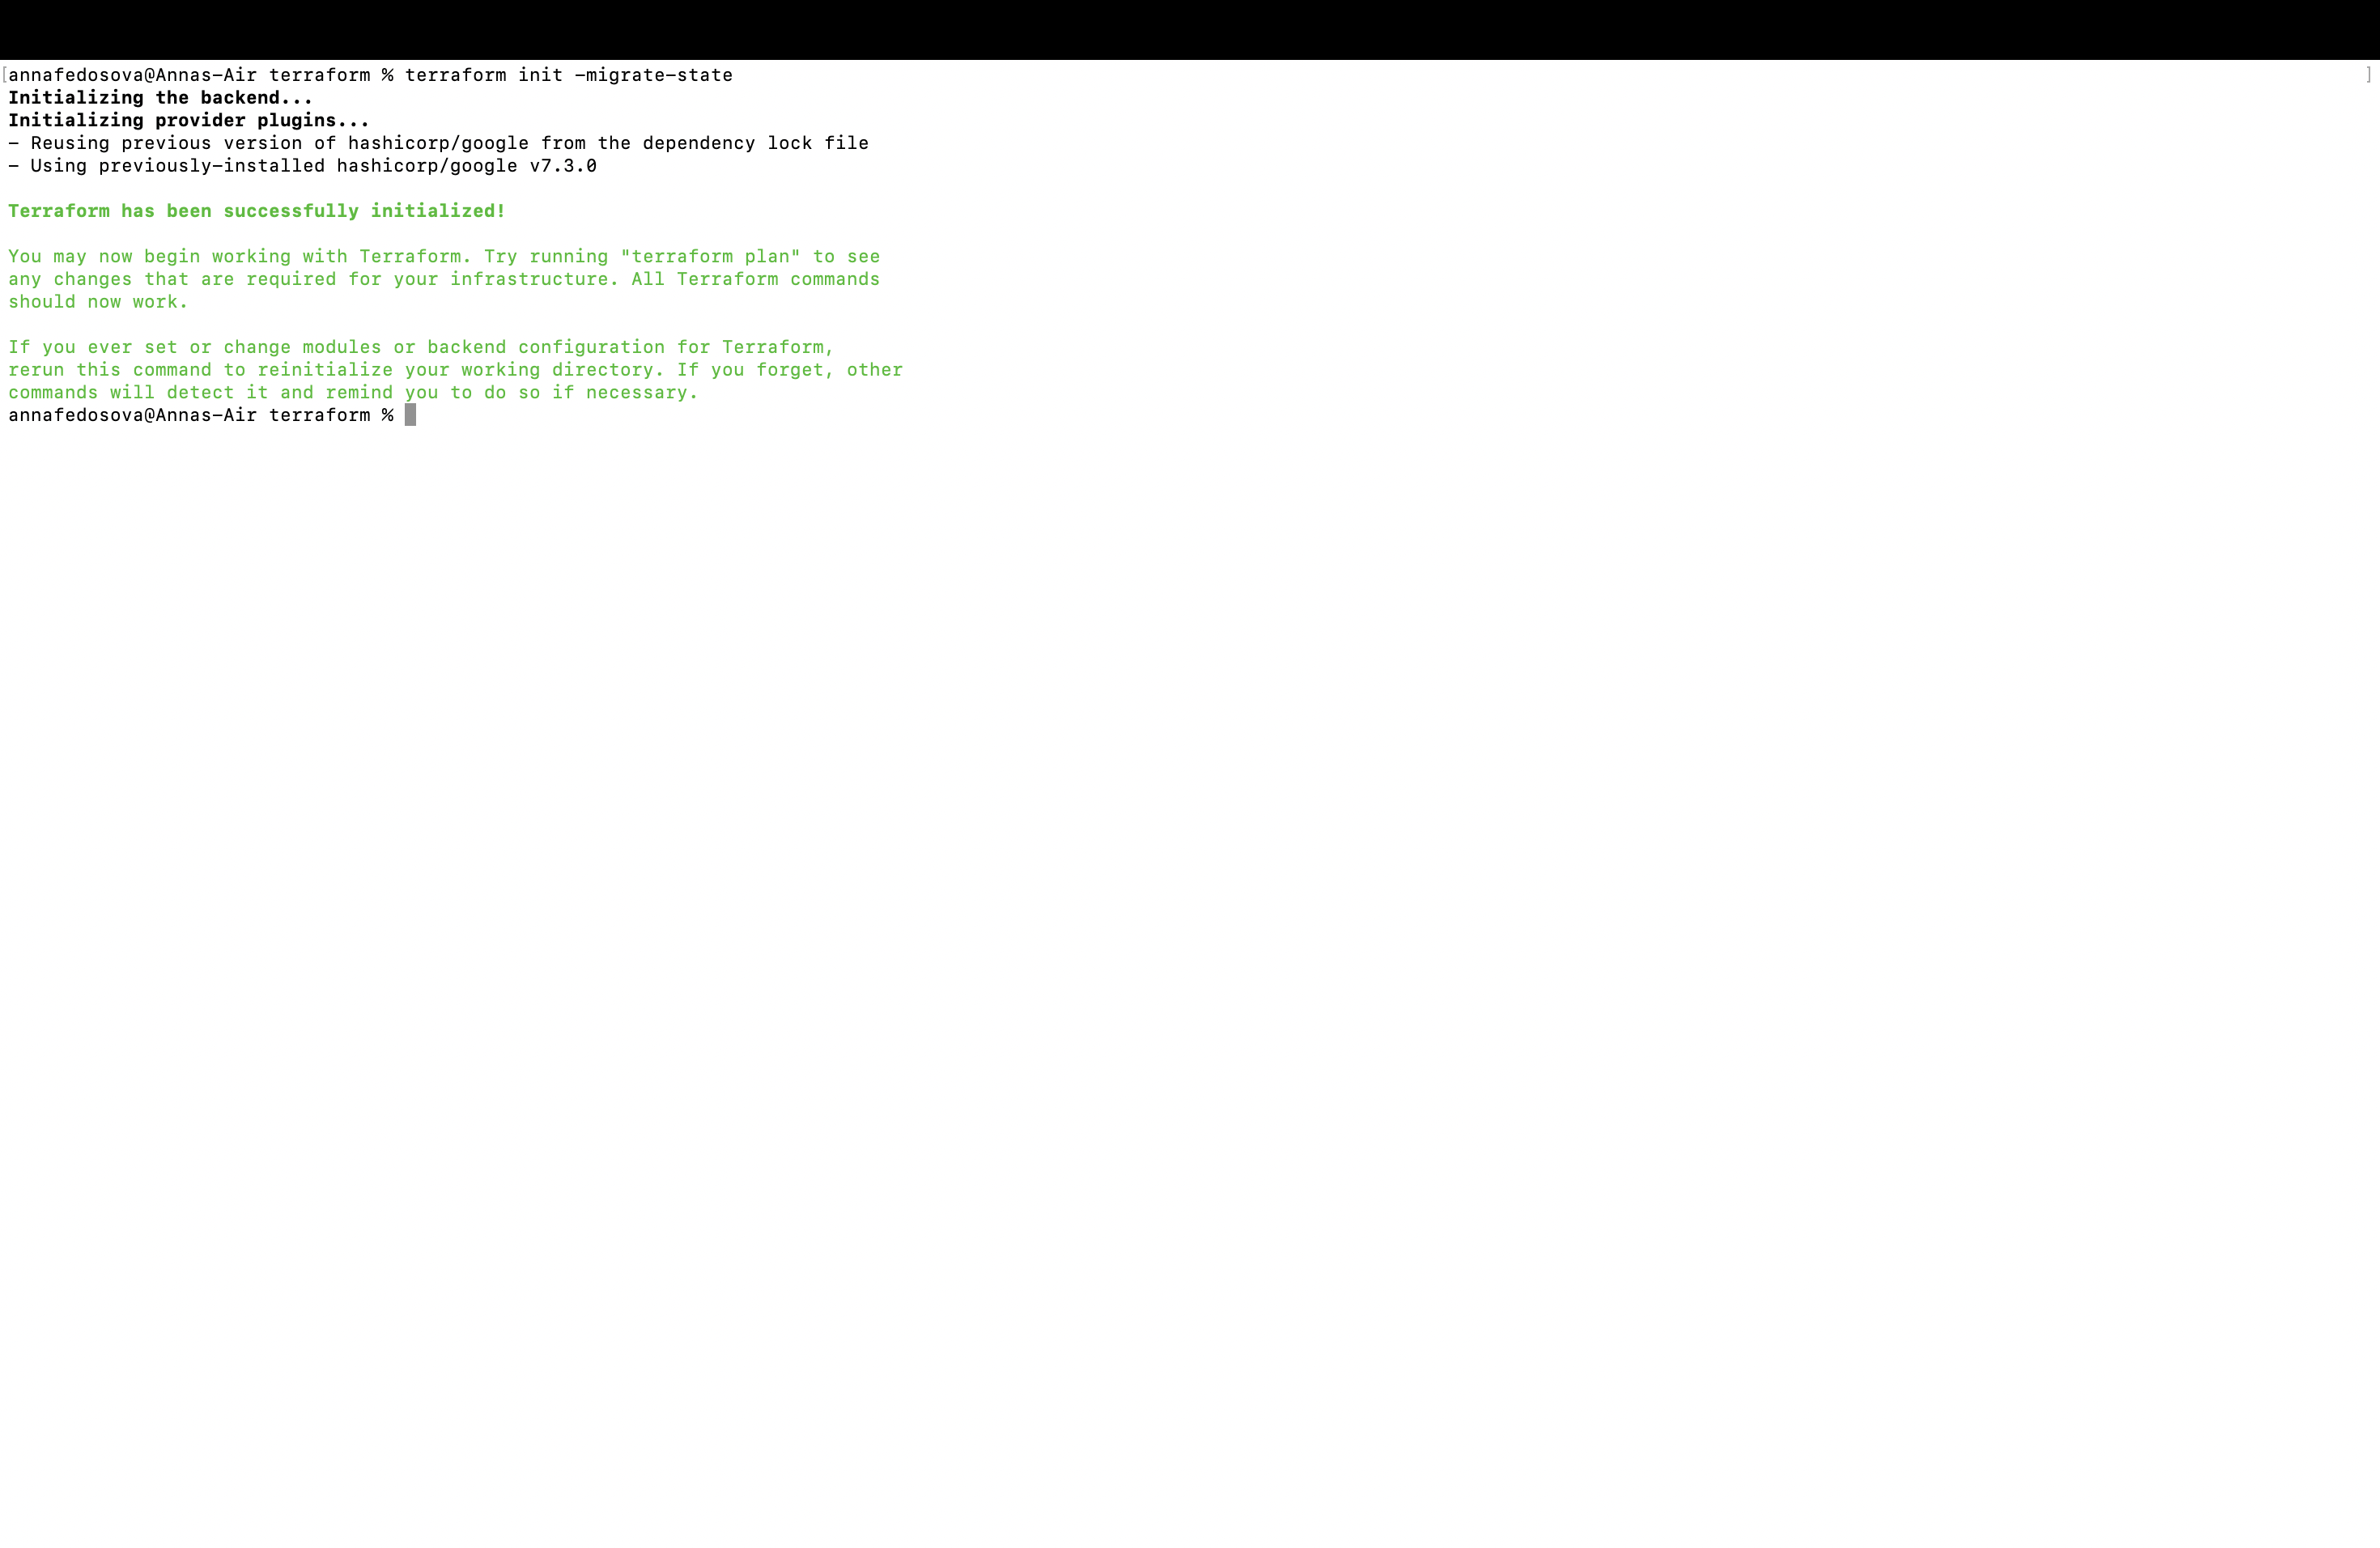 [annafedosova@Annas-Air terraform % terraform init -migrate-state ]
Initializing the backend...
Initializing provider plugins...
- Reusing previous version of hashicorp/google from the dependency lock file
- Using previously-installed hashicorp/google v7.3.0
Terraform has been successfully initialized!
You may now begin working with Terraform. Try running "terraform plan" to see
any changes that are required for your infrastructure. All Terraform commands
should now work.
If you ever set or change modules or backend configuration for Terraform,
rerun this command to reinitialize your working directory. If you forget, other
commands will detect it and remind you to do so if necessary.
annafedosova@Annas-Air terraform %